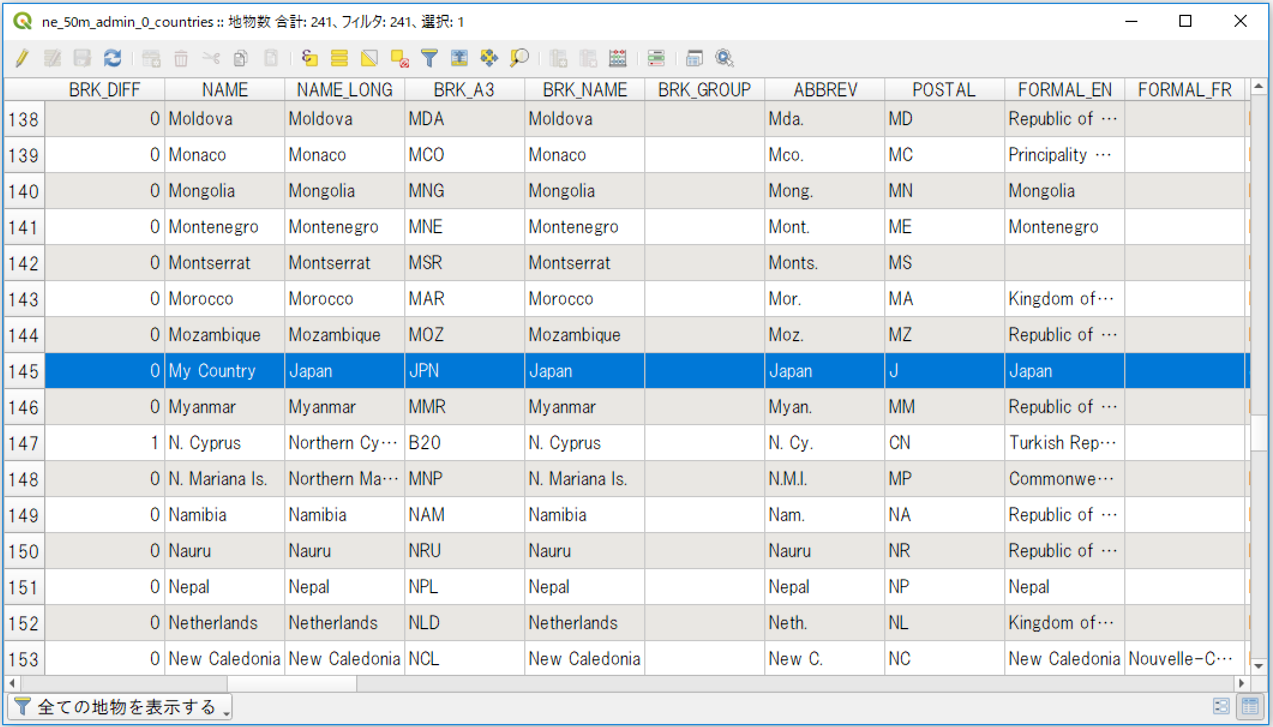 ne_50m_admin_0_countries :: 地物数 合計: 241、フィルタ: 241、選択: 1
BRK_DIFF NAME NAME_LONG BRK_A3 BRK_NAME BRK_GROUP ABBREV POSTAL FORMAL_EN FORMAL_FR
138 0 Moldova Moldova MDA Moldova Mda. MD Republic of …
139 0 Monaco Monaco MCO Monaco Mco. MC Principality …
140 0 Mongolia Mongolia MNG Mongolia Mong. MN Mongolia
141 0 Montenegro Montenegro MNE Montenegro Mont. ME Montenegro
142 0 Montserrat Montserrat MSR Montserrat Monts. MS
143 0 Morocco Morocco MAR Morocco Mor. MA Kingdom of…
144 0 Mozambique Mozambique MOZ Mozambique Moz. MZ Republic of …
145 0 My Country Japan JPN Japan Japan J Japan
146 0 Myanmar Myanmar MMR Myanmar Myan. MM Republic of …
147 1 N. Cyprus Northern Cy… B20 N. Cyprus N. Cy. CN Turkish Rep…
148 0 N. Mariana Is. Northern Ma… MNP N. Mariana Is. N.M.I. MP Commonwe…
149 0 Namibia Namibia NAM Namibia Nam. NA Republic of …
150 0 Nauru Nauru NRU Nauru Nauru NR Republic of …
151 0 Nepal Nepal NPL Nepal Nepal NP Nepal
152 0 Netherlands Netherlands NLD Netherlands Neth. NL Kingdom of…
153 0 New Caledonia New Caledonia NCL New Caledonia New C. NC New Caledonia Nouvelle-C…
全ての地物を表示する